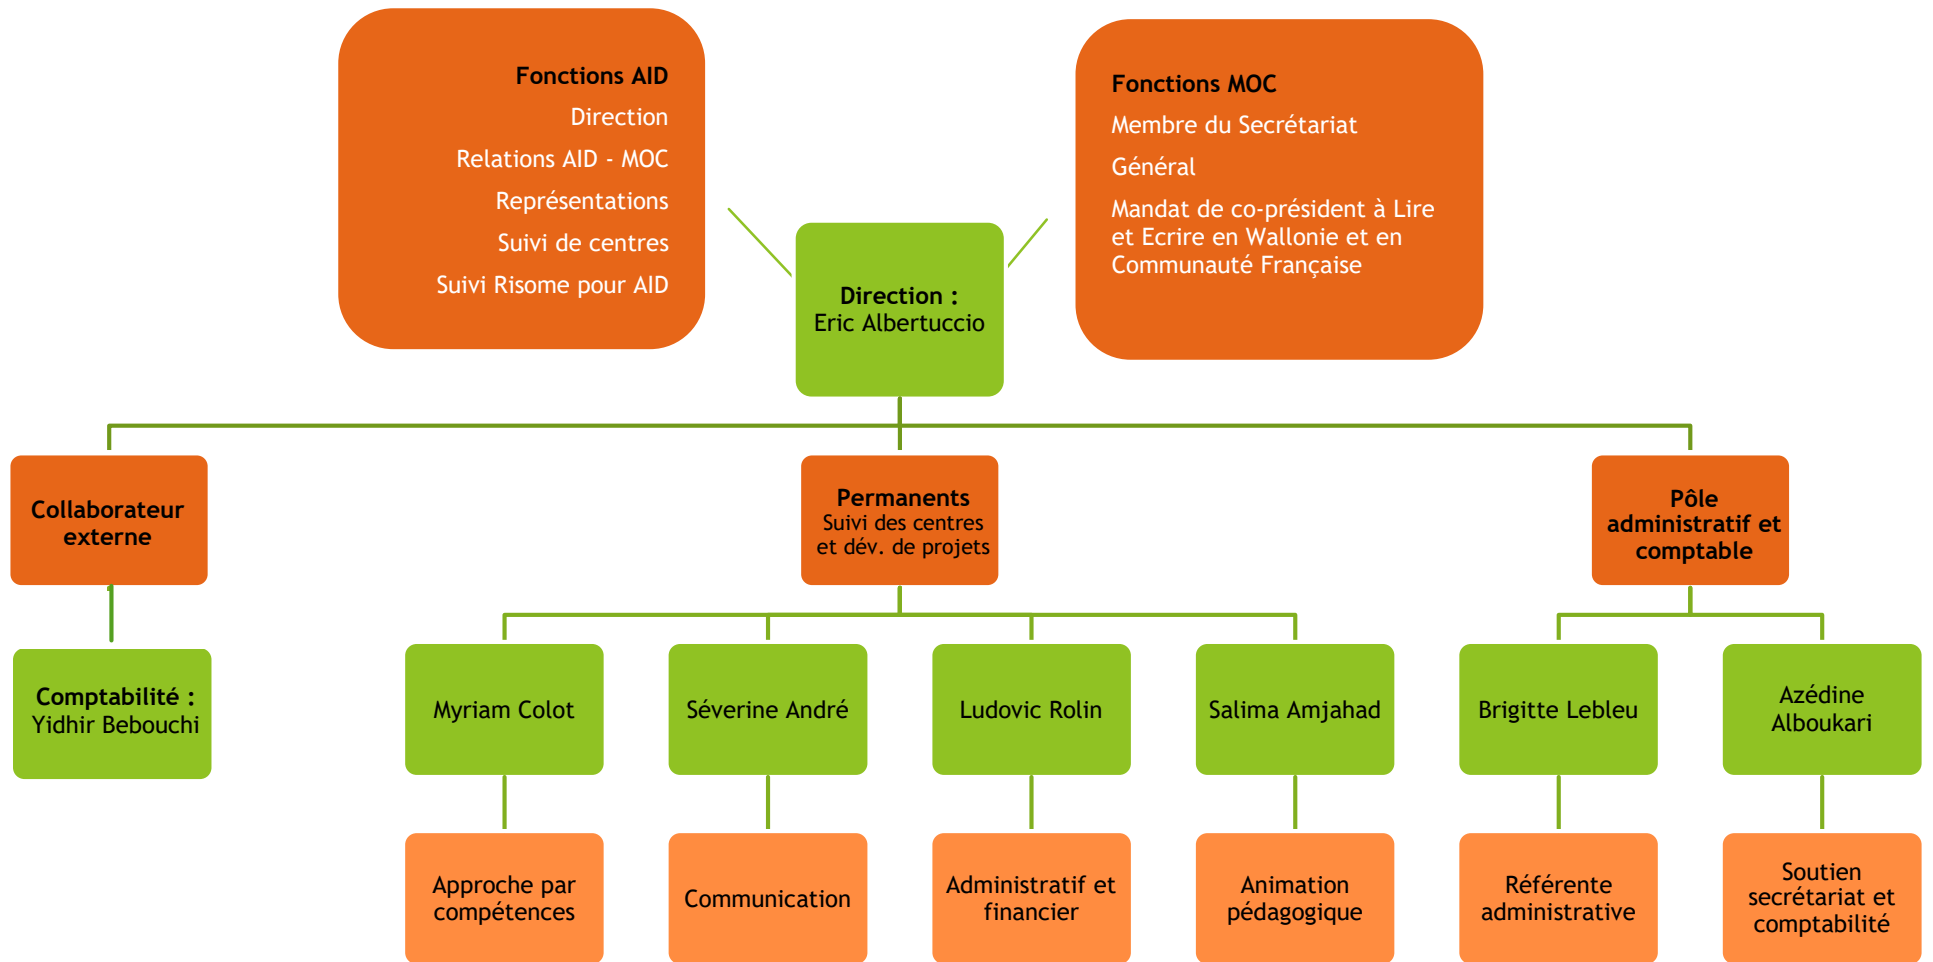 Fonctions AID
Direction
Relations AID - MOC
Représentations
Suivi de centres
Suivi Risome pour AID
Fonctions MOC
Membre du Secrétariat
Général
Mandat de co-président à Lire
et Ecrire en Wallonie et en
Communauté Française
Direction :
Eric Albertuccio
Collaborateur
externe
Permanents
Suivi des centres
et dév. de projets
Pôle
administratif et
comptable
Comptabilité :
Yidhir Bebouchi
Myriam Colot
Séverine André
Ludovic Rolin
Salima Amjahad
Brigitte Lebleu
Azédine
Alboukari
Approche par
compétences
Communication
Administratif et
financier
Animation
pédagogique
Référente
administrative
Soutien
secrétariat et
comptabilité